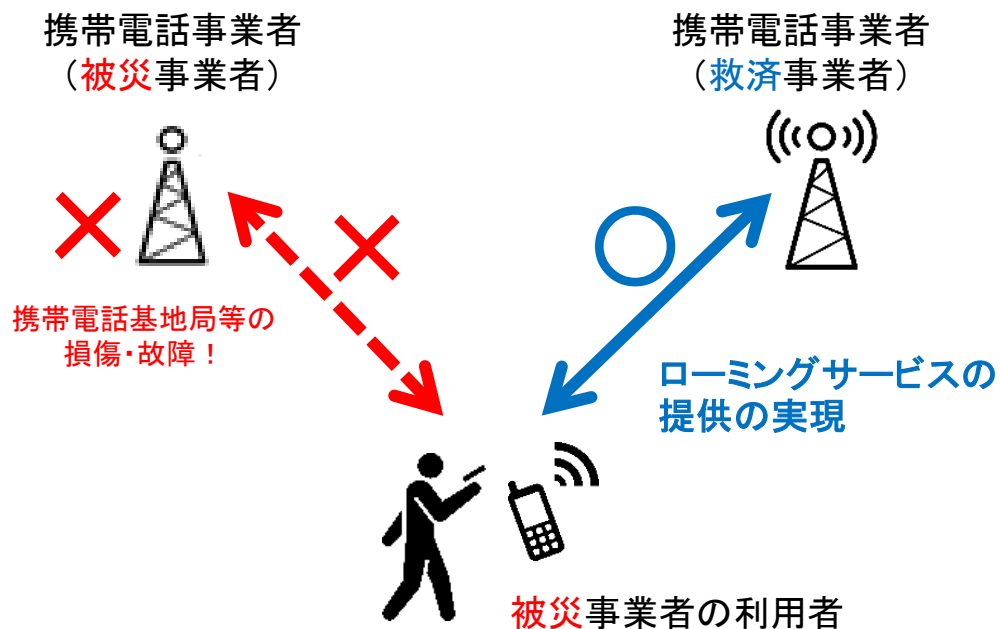 携帯電話事業者
（被災事業者）
携帯電話事業者
（救済事業者）
携帯電話基地局等の
損傷・故障！
ローミングサービスの
提供の実現
被災事業者の利用者